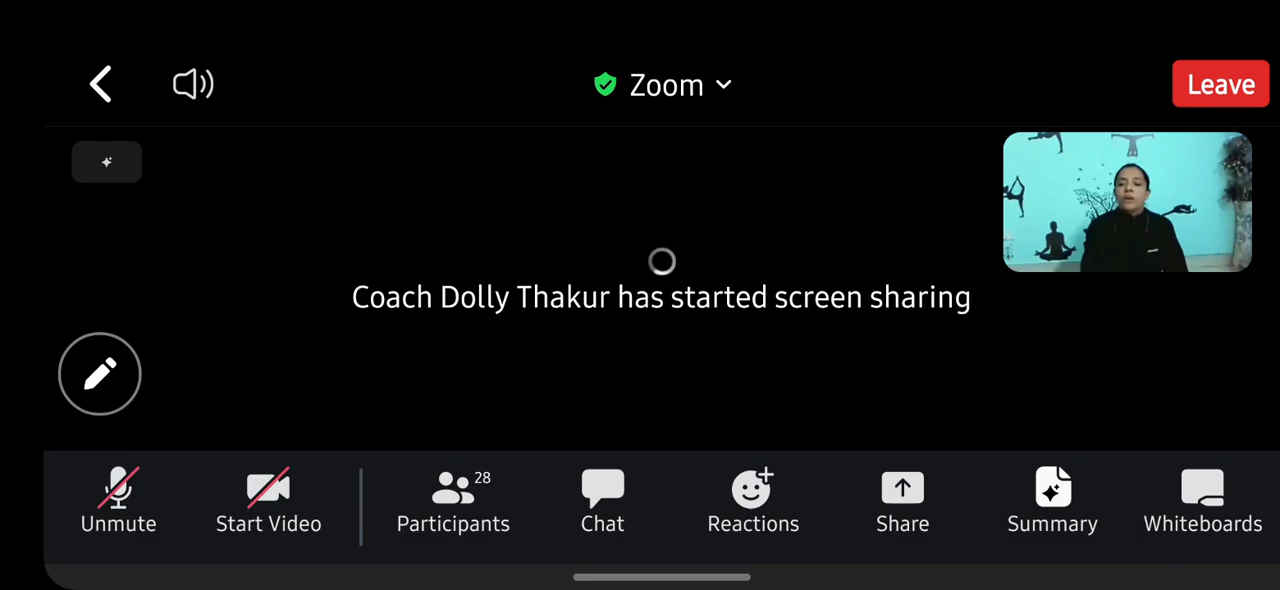 Zoom
Leave
Coach Dolly Thakur has started screen sharing
28
Unmute
Start Video
Participants
Chat
Reactions
Share
Summary
Whiteboards